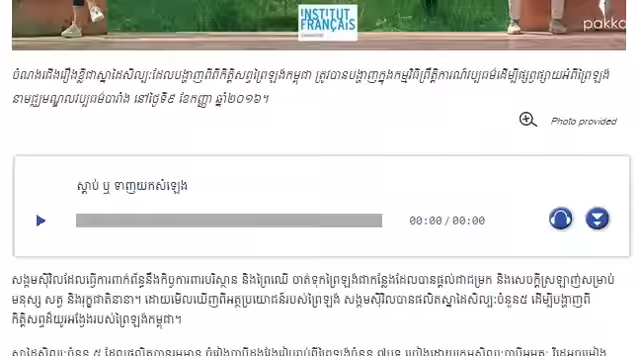 INSTITUT
FRANÇAIS
pakka
ចំណងជើងរឿងខ្លីជាស្នាដៃសិល្បៈដែលបង្ហាញពីពិកិត្តិសព្ទព្រៃឡង់កម្ពុជា ត្រូវបានបង្ហាញក្នុងកម្មវិធីព្រឹត្តិការណ៍វប្បធម៌ដើម្បីផ្សព្វផ្សាយអំពីព្រៃឡង់
នាមជ្ឈមណ្ឌលវប្បធម៌បារាំង នៅថ្ងៃទី៩ ខែកញ្ញា ឆ្នាំ២០១៦។
Photo provided
ស្តាប់ ឬ ទាញយកសំឡេង
00:00 / 00:00
សង្គមស៊ីវិលដែលធ្វើការពាក់ព័ន្ធនឹងកិច្ចការពារបរិស្ថាន និងព្រៃឈើ ចាត់ទុកព្រៃឡង់ជាកន្លែងដែលបានផ្តល់ជាជម្រក និងសេចក្តីស្រឡាញ់សម្រាប់
មនុស្ស សត្វ និងរុក្ខជាតិនានា។ ដោយមើលឃើញពីអត្ថប្រយោជន៍របស់ព្រៃឡង់ សង្គមស៊ីវិលបានផលិតស្នាដៃសិល្បៈចំនួន៥ ដើម្បីបង្ហាញពី
កិត្តិសព្ទដ៏យូរអង្វែងរបស់ព្រៃឡង់កម្ពុជា។